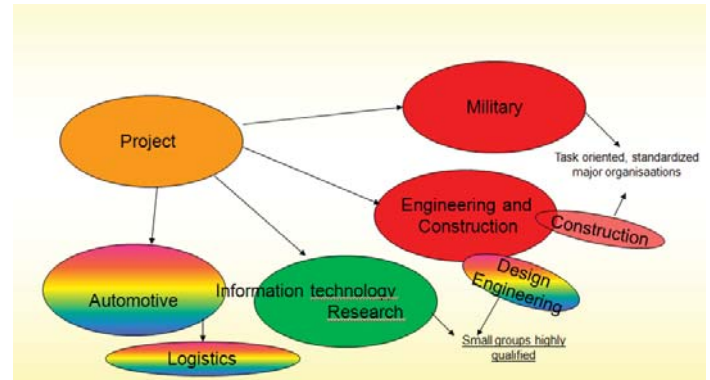 Military
Project
Task oriented, standardized
major organisaations
Engineering and
Construction
Construction
Design
Engineering
Information technology
Research
Automotive
Small groups highly
qualified
Logistics